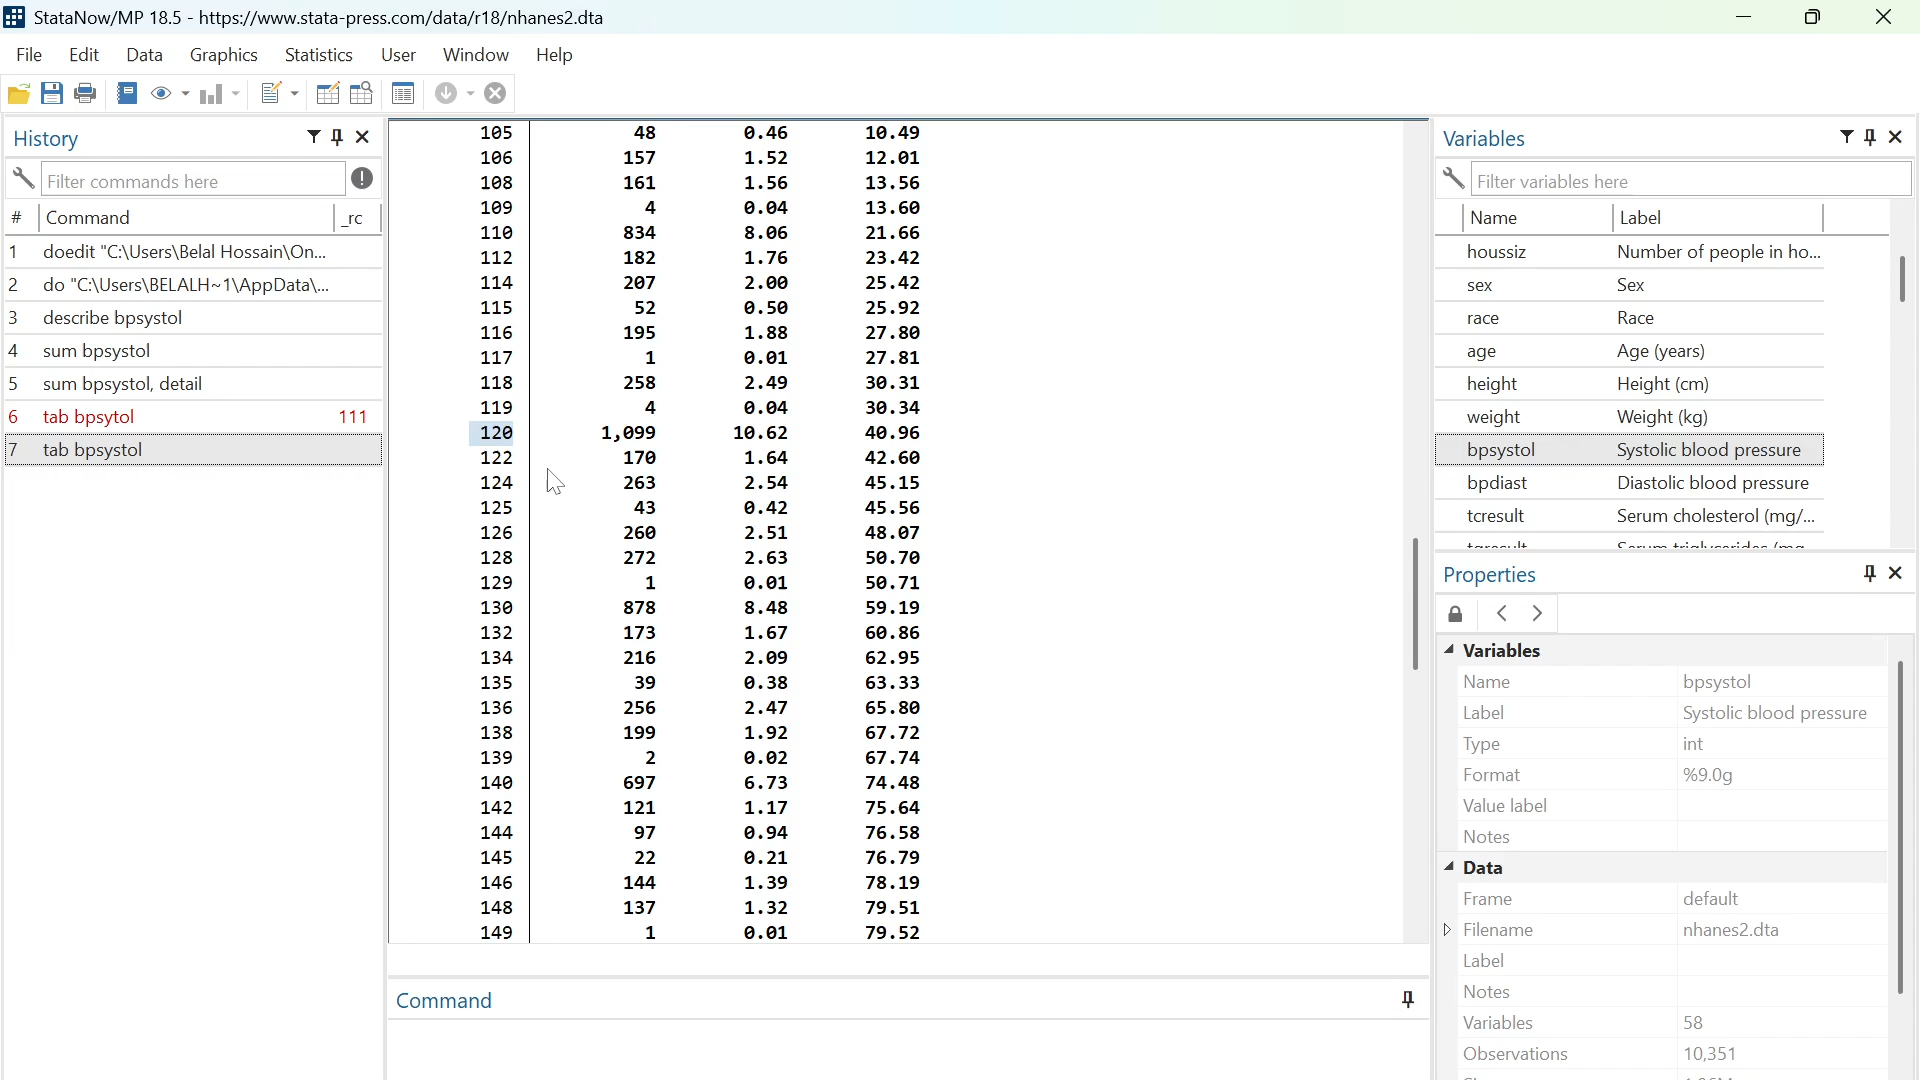 StataNow/MP 18.5 - https://www.stata-press.com/data/r18/nhanes2.dta
File Edit Data Graphics Statistics User Window Help
History
Filter commands here
# Command _rc
1 doedit "C:\Users\Belal Hossain\On...
2 do "C:\Users\BELALH~1\AppData\...
3 describe bpsystol
4 sum bpsystol
5 sum bpsystol, detail
6 tab bpsytol 111
7 tab bpsystol
105 48 0.46 10.49
106 157 1.52 12.01
108 161 1.56 13.56
109 4 0.04 13.60
110 834 8.06 21.66
112 182 1.76 23.42
114 207 2.00 25.42
115 52 0.50 25.92
116 195 1.88 27.80
117 1 0.01 27.81
118 258 2.49 30.31
119 4 0.04 30.34
120 1,099 10.62 40.96
122 170 1.64 42.60
124 263 2.54 45.15
125 43 0.42 45.56
126 260 2.51 48.07
128 272 2.63 50.70
129 1 0.01 50.71
130 878 8.48 59.19
132 173 1.67 60.86
134 216 2.09 62.95
135 39 0.38 63.33
136 256 2.47 65.80
138 199 1.92 67.72
139 2 0.02 67.74
140 697 6.73 74.48
142 121 1.17 75.64
144 97 0.94 76.58
145 22 0.21 76.79
146 144 1.39 78.19
148 137 1.32 79.51
149 1 0.01 79.52
Command
Variables
Filter variables here
Name Label
houssiz Number of people in ho...
sex Sex
race Race
age Age (years)
height Height (cm)
weight Weight (kg)
bpsystol Systolic blood pressure
bpdiast Diastolic blood pressure
tcresult Serum cholesterol (mg/...
Properties
Variables
Name bpsystol
Label Systolic blood pressure
Type int
Format %9.0g
Value label
Notes
Data
Frame default
Filename nhanes2.dta
Label
Notes
Variables 58
Observations 10,351